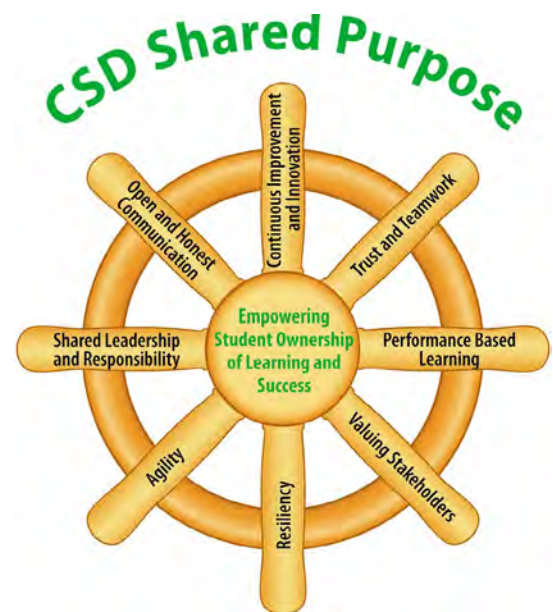 CSD Shared Purpose
Continuous Improvement
and Innovation
Trust and Teamwork
Performance Based
Learning
Valuing Stakeholders
Resiliency
Agility
Shared Leadership
and Responsibility
Open and Honest
Communication
Empowering
Student Ownership
of Learning and
Success